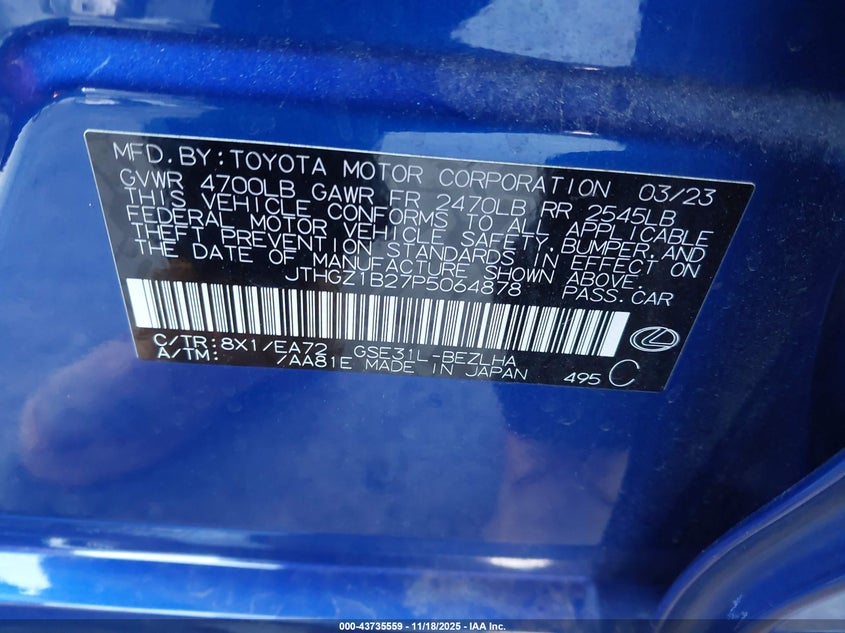 MFD. BY: TOYOTA MOTOR CORPORATION 03/23
GVWR 4700LB GAWR FR 2470LB RR 2545LB
THIS VEHICLE CONFORMS TO ALL APPLICABLE
FEDERAL MOTOR VEHICLE SAFETY, BUMPER, AND
THEFT PREVENTION STANDARDS IN EFFECT ON
THE DATE OF MANUFACTURE SHOWN ABOVE.
JTHGZ1B27P5064878 PASS. CAR
C/TR: 8X1/EA72 GSE31L-BEZLHA
A/TM: /AA81E MADE IN JAPAN 495 C
000-43735559 - 11/18/2025 - © IAA Inc.